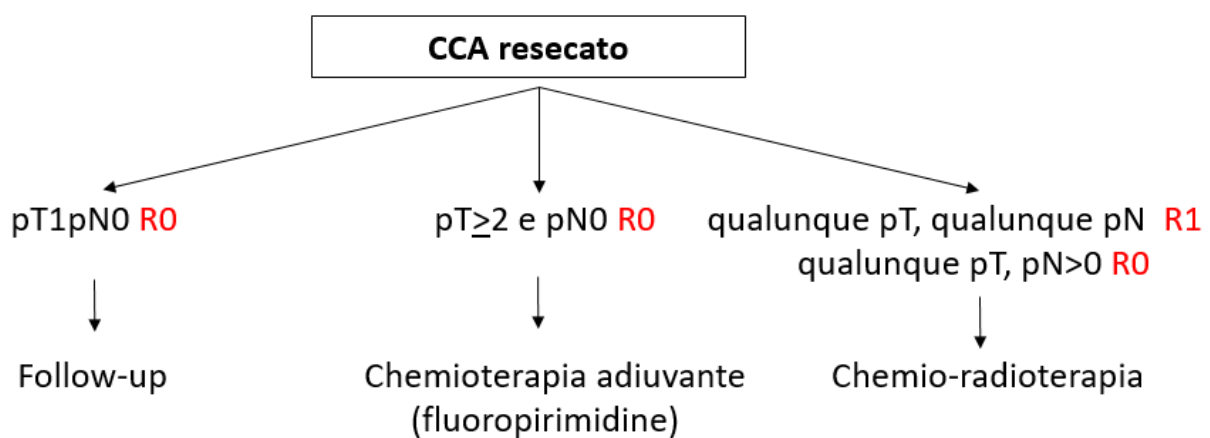 CCA resecato
pT1pN0 R0
pT≥2 e pN0 R0
qualunque pT, qualunque pN R1
qualunque pT, pN>0 R0
Follow-up
Chemioterapia adiuvante
(fluoropirimidine)
Chemio-radioterapia